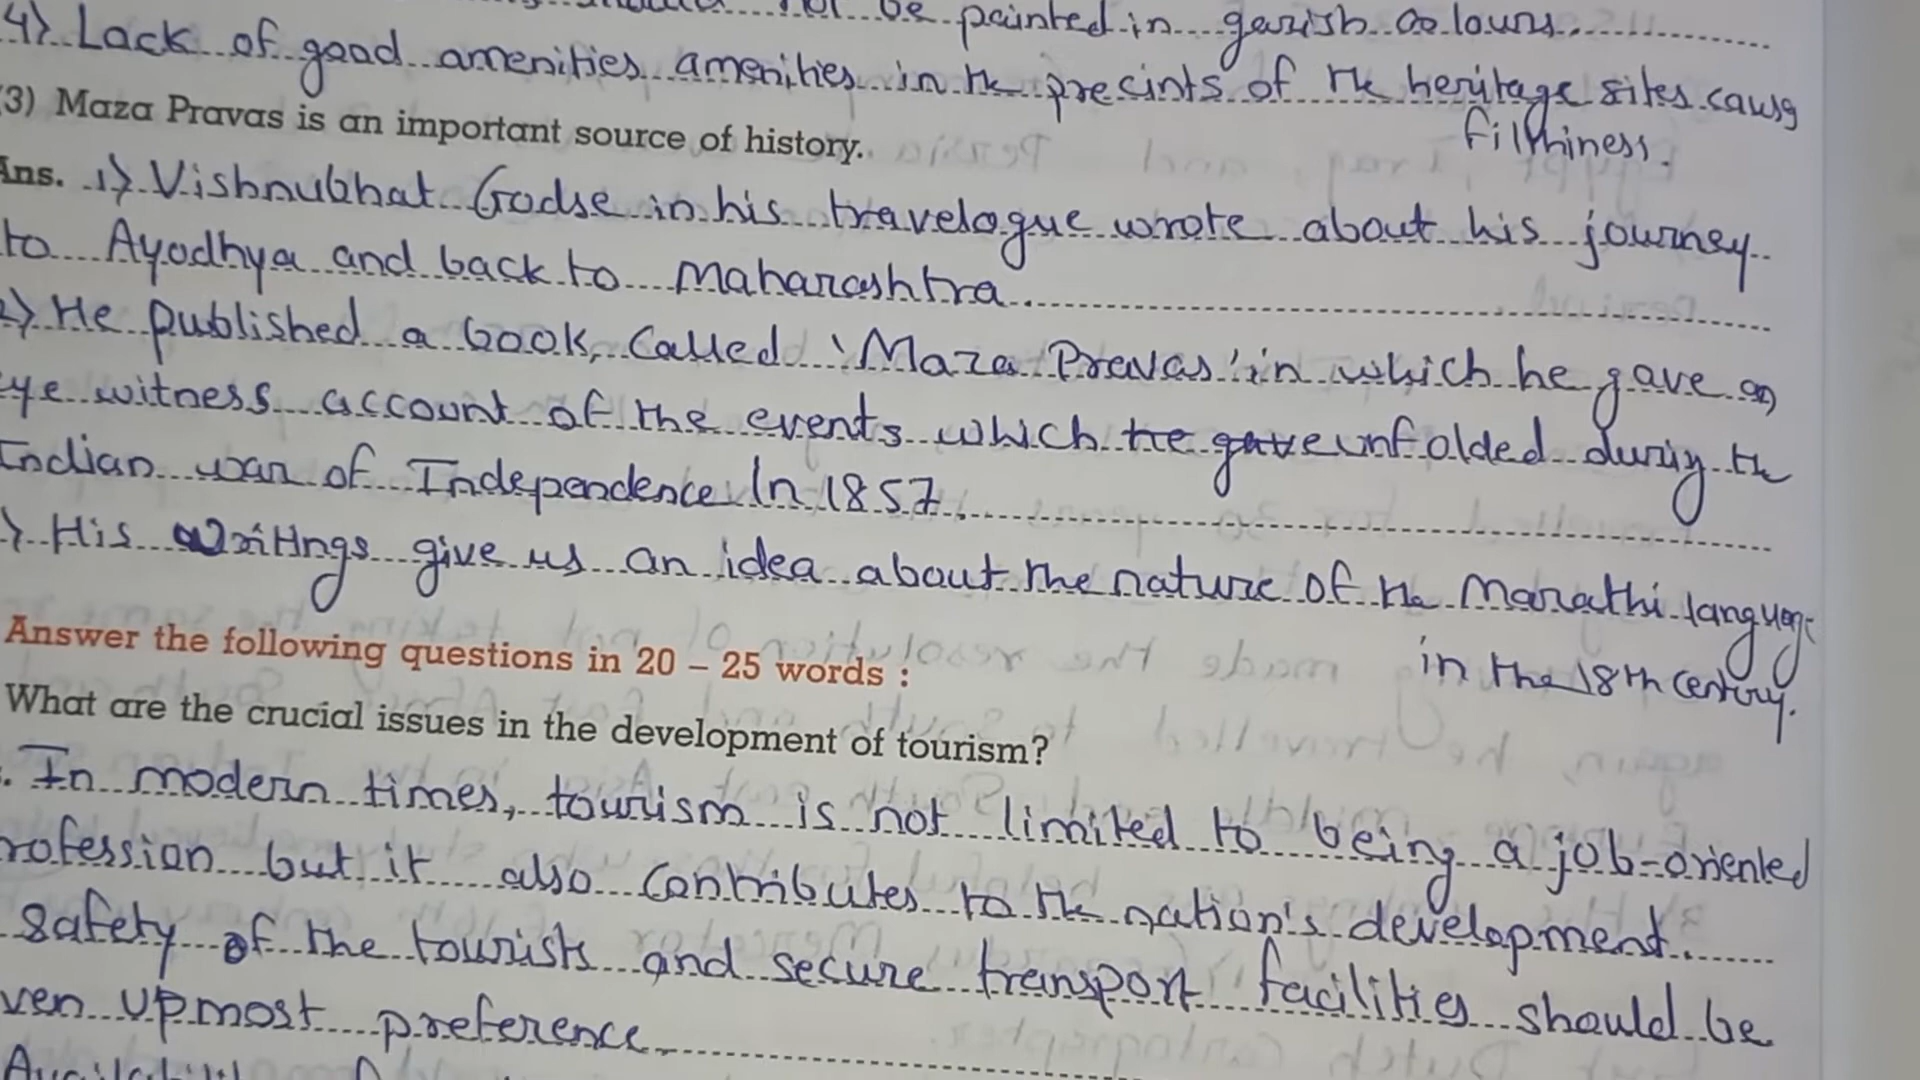 be painted in garish colours.
4) Lack of good amenities amenities in the precints of the heritage sites causg
filthiness.
3) Maza Pravas is an important source of history.
Ans. 1) Vishnubhat Godse in his travelogue wrote about his journey
to Ayodhya and back to Maharashtra.
He published a book, called 'Maza Pravas' in which he gave an
eye witness account of the events which he gave unfolded during the
Indian war of Independence In 1857.
His writings give us an idea about the nature of the Marathi language
in the 18th century.
Answer the following questions in 20 – 25 words :
What are the crucial issues in the development of tourism?
In modern times, tourism is not limited to being a job-oriented
rofession but it also contributes to the nation's development.
safety of the tourists and secure transport facilities should be
ven upmost preference.